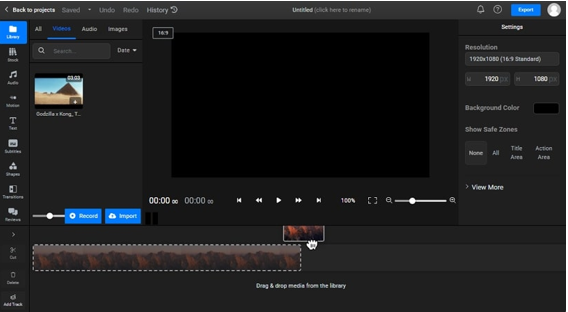 Back to projects Saved Undo Redo History Untitled (click here to rename) Export
Library All Videos Audio Images 16:9 Settings
Stock Search... Date
Resolution
1920x1080 (16:9 Standard)
Audio 03:03 W 1920 px H 1080 px
Motion
Godzilla x Kong, T... Background Color
Text
Show Safe Zones
Subtitles
None All Title Area Action Area
Shapes
View More
Transitions
00:00 00 00:00 00 100%
Reviews Record Import
Cut
Delete
Drag & drop media from the library
Add Track